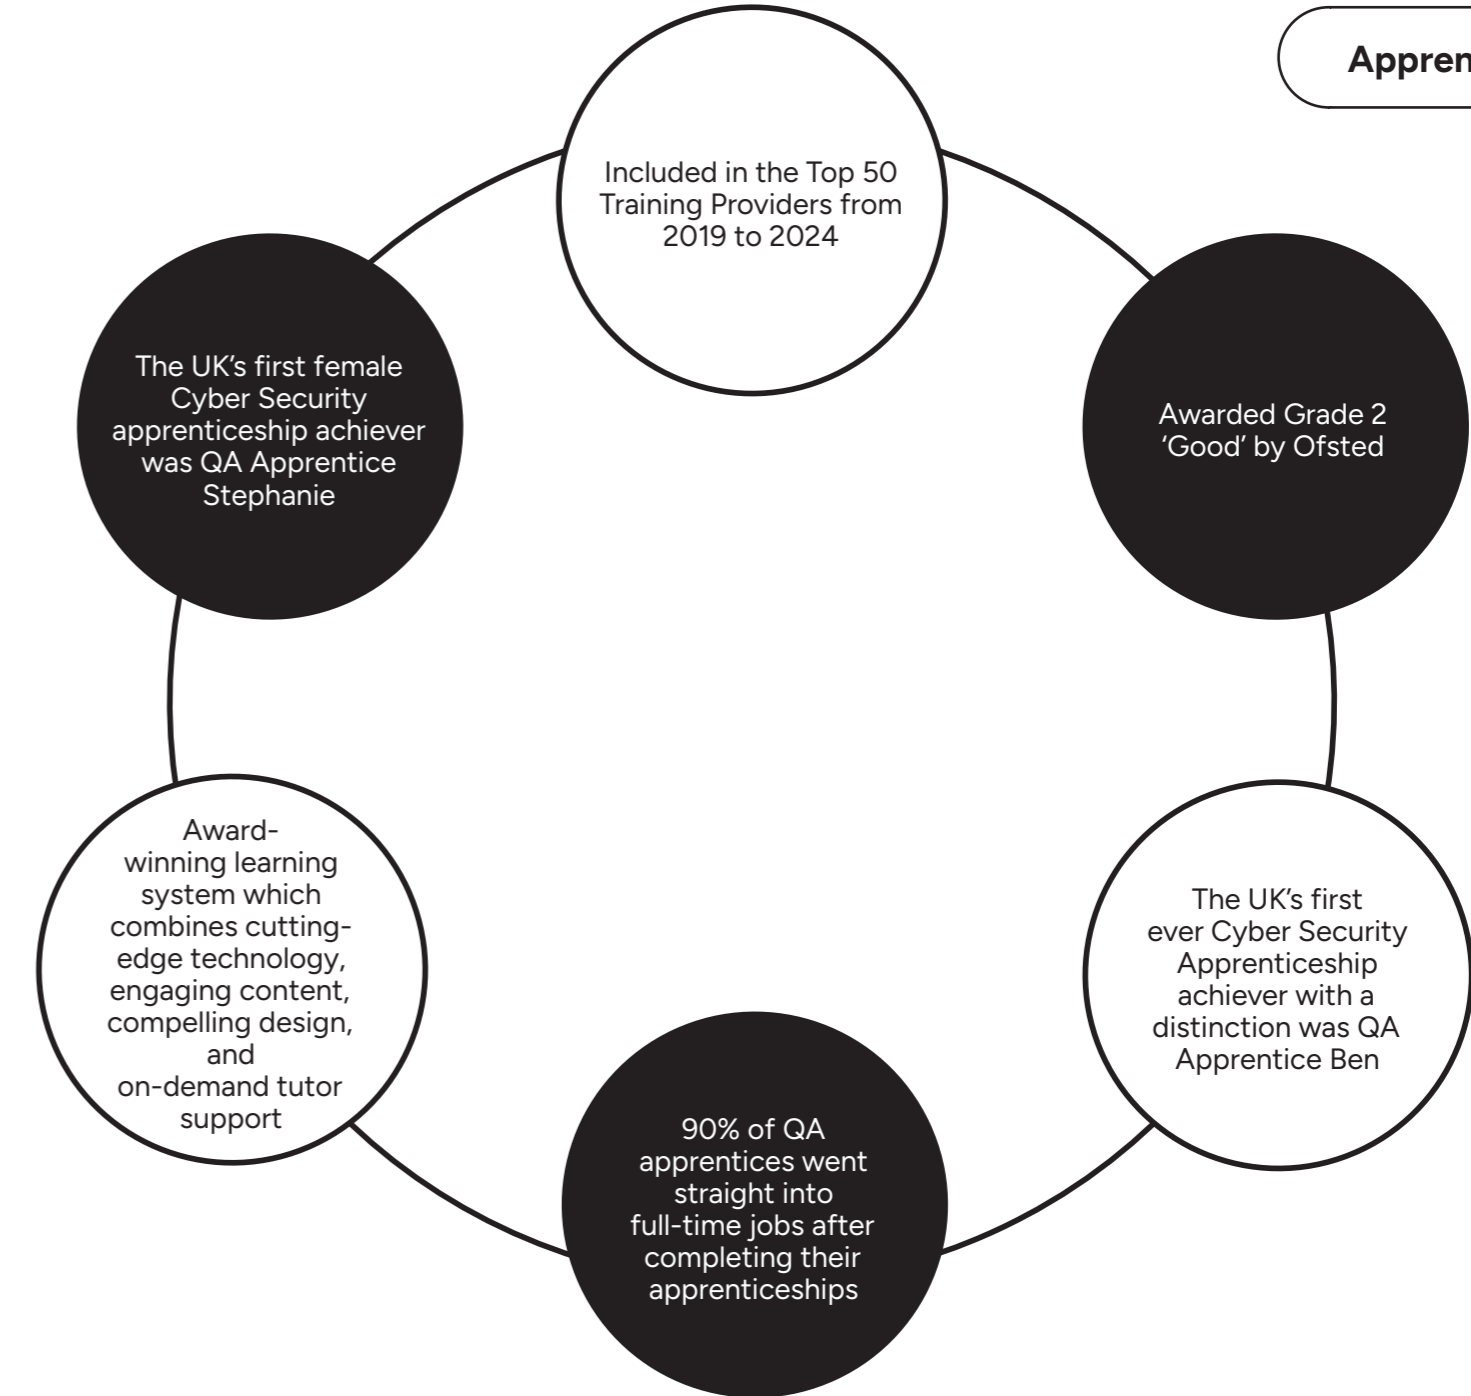 Appren
Included in the Top 50
Training Providers from
2019 to 2024
The UK’s first female
Cyber Security
apprenticeship achiever
was QA Apprentice
Stephanie
Awarded Grade 2
‘Good’ by Ofsted
Award-
winning learning
system which
combines cutting-
edge technology,
engaging content,
compelling design,
and
on-demand tutor
support
The UK’s first
ever Cyber Security
Apprenticeship
achiever with a
distinction was QA
Apprentice Ben
90% of QA
apprentices went
straight into
full-time jobs after
completing their
apprenticeships